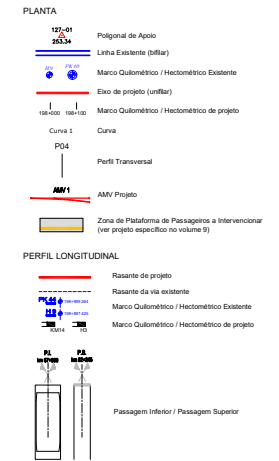 PLANTA
127-01
253.34
Poligonal de Apoio
Linha Existente (bifilar)
H9 PK 40
Marco Quilométrico / Hectométrico Existente
Eixo de projeto (unifilar)
198+000 198+100
Marco Quilométrico / Hectométrico de projeto
Curva 1
Curva
P04
Perfil Transversal
AMV 1
AMV Projeto
Zona de Plataforma de Passageiros a Intervencionar
(ver projeto específico no volume 9)
PERFIL LONGITUDINAL
Rasante de projeto
Rasante da via existente
PK 44
H9
Marco Quilométrico / Hectométrico Existente
KM14 H3
Marco Quilométrico / Hectométrico de projeto
P.I. P.S.
Passagem Inferior / Passagem Superior